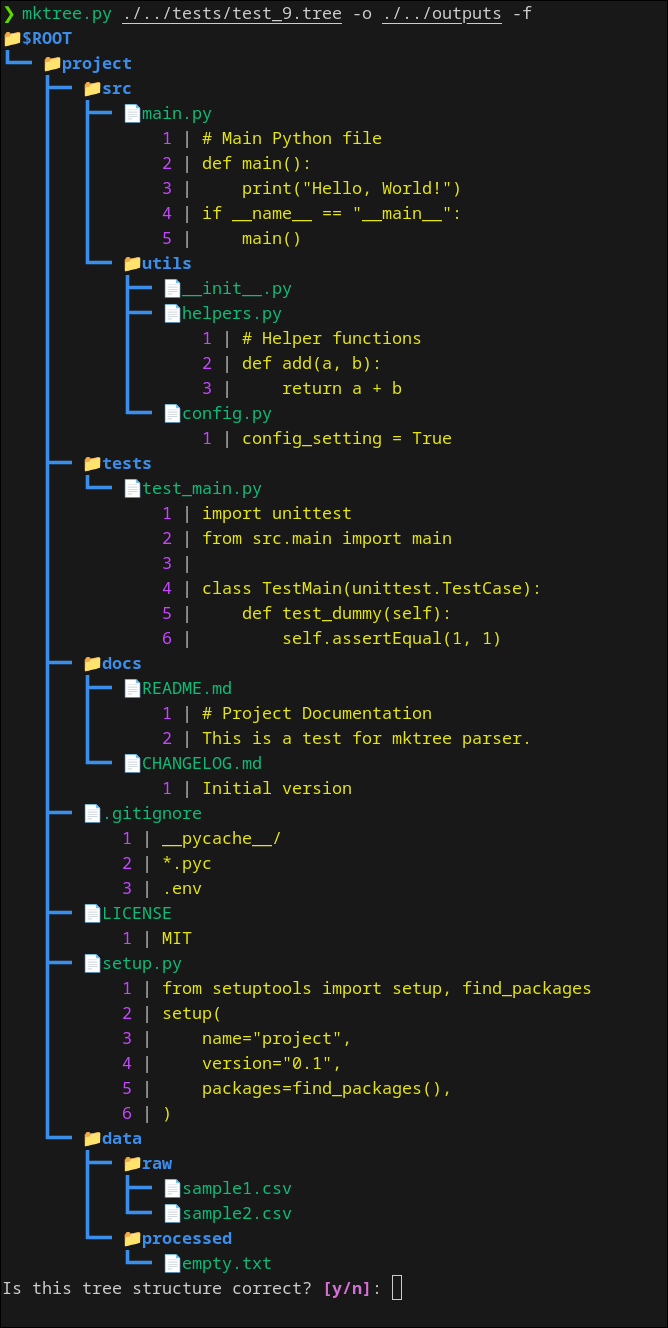 ❯ mktree.py ./../tests/test_9.tree -o ./../outputs -f
📁$ROOT
└── 📁project
    ├── 📁src
    │   ├── 📄main.py
    │   │       1 | # Main Python file
    │   │       2 | def main():
    │   │       3 |     print("Hello, World!")
    │   │       4 | if __name__ == "__main__":
    │   │       5 |     main()
    │   └── 📁utils
    │       ├── 📄__init__.py
    │       ├── 📄helpers.py
    │       │       1 | # Helper functions
    │       │       2 | def add(a, b):
    │       │       3 |     return a + b
    │       └── 📄config.py
    │               1 | config_setting = True
    ├── 📁tests
    │   └── 📄test_main.py
    │           1 | import unittest
    │           2 | from src.main import main
    │           3 |
    │           4 | class TestMain(unittest.TestCase):
    │           5 |     def test_dummy(self):
    │           6 |         self.assertEqual(1, 1)
    ├── 📁docs
    │   ├── 📄README.md
    │   │       1 | # Project Documentation
    │   │       2 | This is a test for mktree parser.
    │   └── 📄CHANGELOG.md
    │           1 | Initial version
    ├── 📄.gitignore
    │       1 | __pycache__/
    │       2 | *.pyc
    │       3 | .env
    ├── 📄LICENSE
    │       1 | MIT
    ├── 📄setup.py
    │       1 | from setuptools import setup, find_packages
    │       2 | setup(
    │       3 |     name="project",
    │       4 |     version="0.1",
    │       5 |     packages=find_packages(),
    │       6 | )
    └── 📁data
        ├── 📁raw
        │   ├── 📄sample1.csv
        │   └── 📄sample2.csv
        └── 📁processed
            └── 📄empty.txt
Is this tree structure correct? [y/n]: